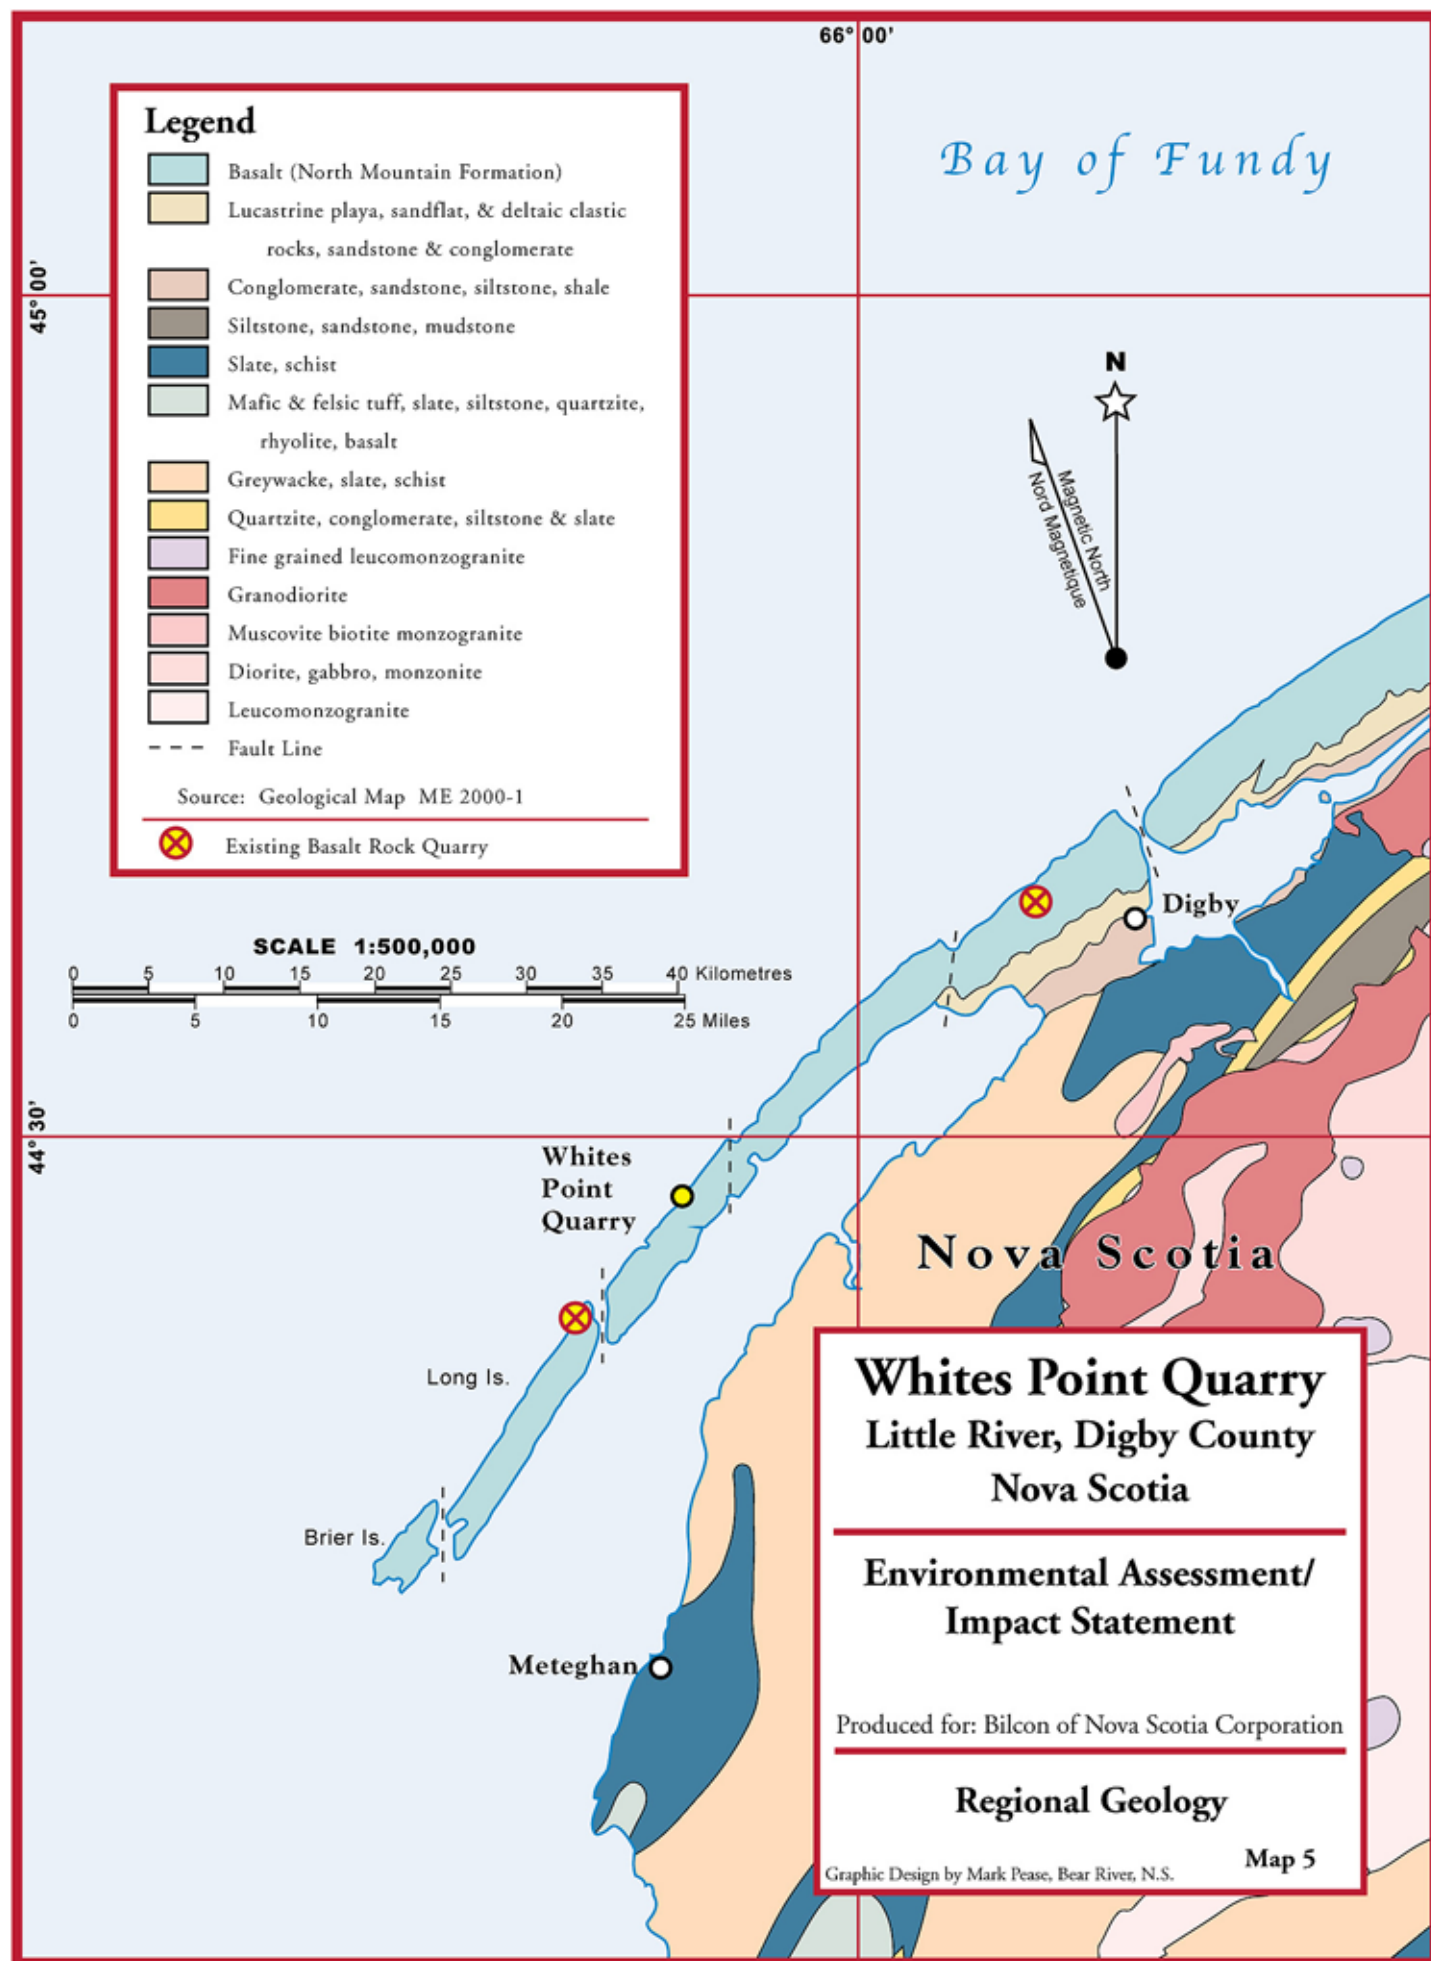 66° 00'
Bay of Fundy
Legend
Basalt (North Mountain Formation)
Lucastrine playa, sandflat, & deltaic clastic
rocks, sandstone & conglomerate
Conglomerate, sandstone, siltstone, shale
Siltstone, sandstone, mudstone
Slate, schist
Mafic & felsic tuff, slate, siltstone, quartzite,
rhyolite, basalt
Greywacke, slate, schist
Quartzite, conglomerate, siltstone & slate
Fine grained leucomonzogranite
Granodiorite
Muscovite biotite monzogranite
Diorite, gabbro, monzonite
Leucomonzogranite
Fault Line
Source: Geological Map ME 2000-1
Existing Basalt Rock Quarry
45° 00'
N
Magnetic North
Nord Magnetique
Digby
SCALE 1:500,000
0 5 10 15 20 25 30 35 40 Kilometres
0 5 10 15 20 25 Miles
44° 30'
Whites
Point
Quarry
Nova Scotia
Long Is.
Brier Is.
Meteghan
Whites Point Quarry
Little River, Digby County
Nova Scotia
Environmental Assessment/
Impact Statement
Produced for: Bilcon of Nova Scotia Corporation
Regional Geology
Map 5
Graphic Design by Mark Pease, Bear River, N.S.